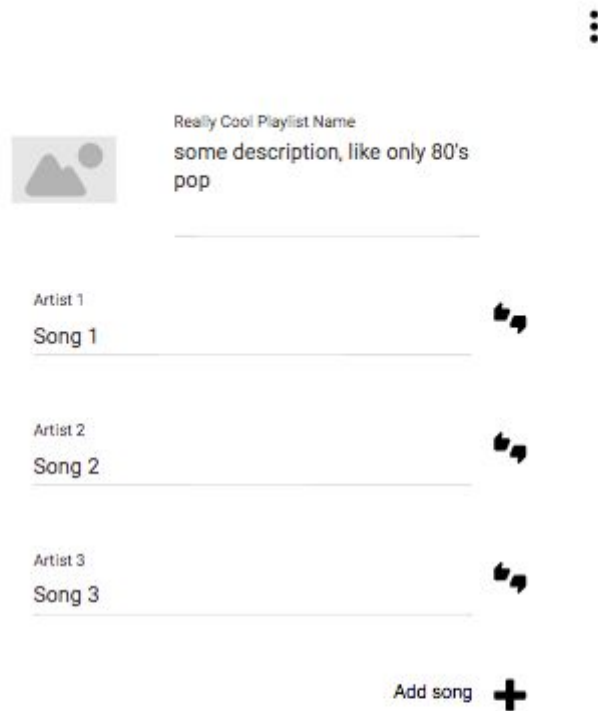 Really Cool Playlist Name
some description, like only 80's
pop
Artist 1
Song 1
Artist 2
Song 2
Artist 3
Song 3
Add song